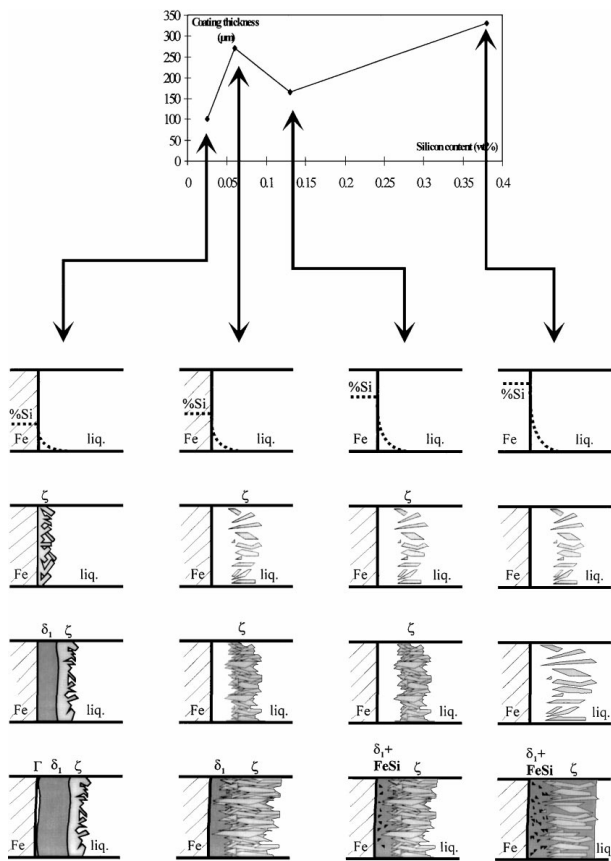 350 Coating thickness
300 (µm)
250
200
150
100
50 Silicon content (wt%)
0
0 0.05 0.1 0.15 0.2 0.25 0.3 0.35 0.4
%Si %Si %Si %Si
Fe liq. Fe liq. Fe liq. Fe liq.
ζ ζ ζ
Fe liq. Fe liq. Fe liq. Fe liq.
δ₁ ζ ζ ζ
Fe liq. Fe liq. Fe liq. Fe liq.
Γ δ₁ ζ δ₁ ζ δ₁+ FeSi ζ δ₁+ FeSi ζ
Fe liq. Fe liq. Fe liq. Fe liq.